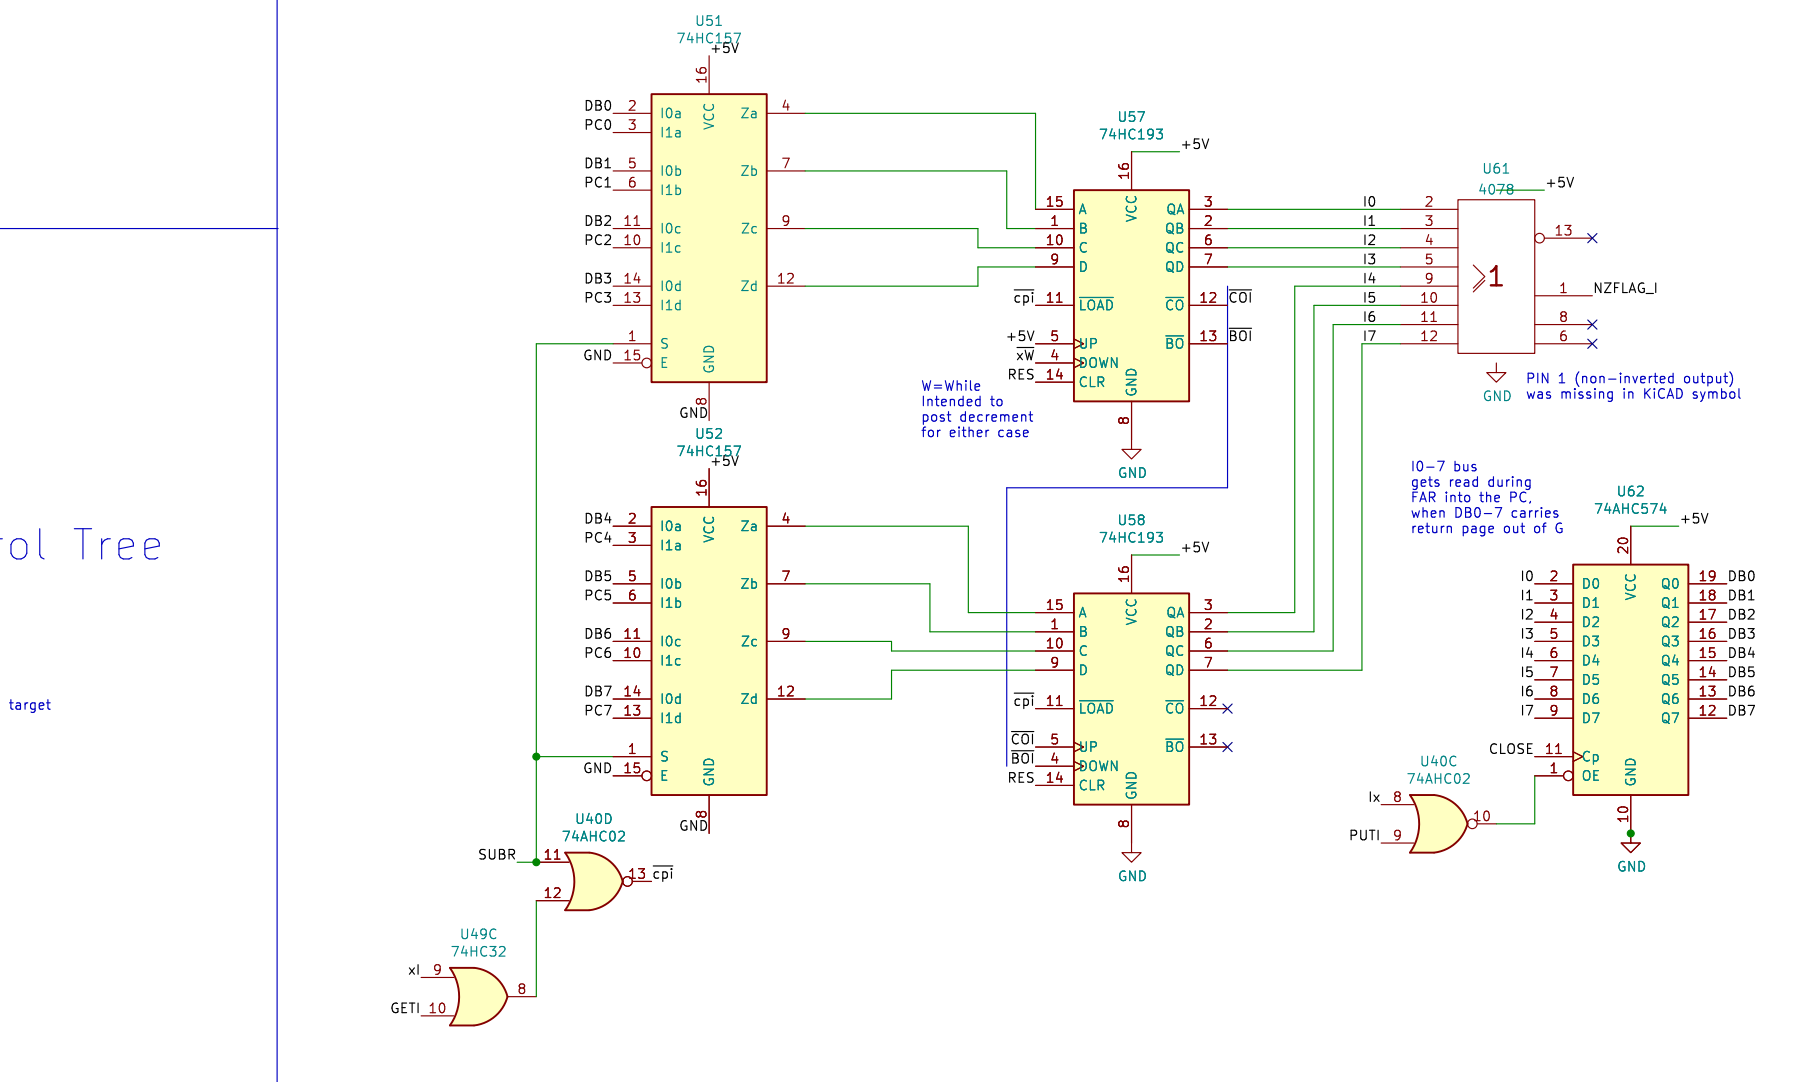 rol Tree
target
U51
74HC157
+5V
16
VCC
DB0 2 I0a Za 4
PC0 3 I1a
DB1 5 I0b Zb 7
PC1 6 I1b
DB2 11 I0c Zc 9
PC2 10 I1c
DB3 14 I0d Zd 12
PC3 13 I1d
1 S
GND 15 E
GND
8
GND
U52
74HC157
+5V
16
VCC
DB4 2 I0a Za 4
PC4 3 I1a
DB5 5 I0b Zb 7
PC5 6 I1b
DB6 11 I0c Zc 9
PC6 10 I1c
DB7 14 I0d Zd 12
PC7 13 I1d
1 S
GND 15 E
GND
8
GND
U40D
74AHC02
SUBR 11
12
13 cpi
U49C
74HC32
xI 9
GETI 10
8
U57
74HC193
+5V
16
VCC
15 A QA 3
1 B QB 2
10 C QC 6
9 D QD 7
cpi 11 LOAD CO 12 COI
+5V 5 UP BO 13 BOI
xW 4 DOWN
RES 14 CLR
GND
8
GND
W=While
Intended to
post decrement
for either case
U58
74HC193
+5V
16
VCC
15 A QA 3
1 B QB 2
10 C QC 6
9 D QD 7
cpi 11 LOAD CO 12
COI 5 UP BO 13
BOI 4 DOWN
RES 14 CLR
GND
8
GND
U61
4078
+5V
I0 2
I1 3
I2 4
I3 5
I4 9
I5 10
I6 11
I7 12
≥1
13
1 NZFLAG_I
8
6
GND
PIN 1 (non-inverted output)
was missing in KiCAD symbol
I0-7 bus
gets read during
FAR into the PC,
when DB0-7 carries
return page out of G
U62
74AHC574
+5V
20
VCC
I0 2 D0 Q0 19 DB0
I1 3 D1 Q1 18 DB1
I2 4 D2 Q2 17 DB2
I3 5 D3 Q3 16 DB3
I4 6 D4 Q4 15 DB4
I5 7 D5 Q5 14 DB5
I6 8 D6 Q6 13 DB6
I7 9 D7 Q7 12 DB7
CLOSE 11 Cp
1 OE
GND
10
GND
U40C
74AHC02
Ix 8
PUTI 9
10